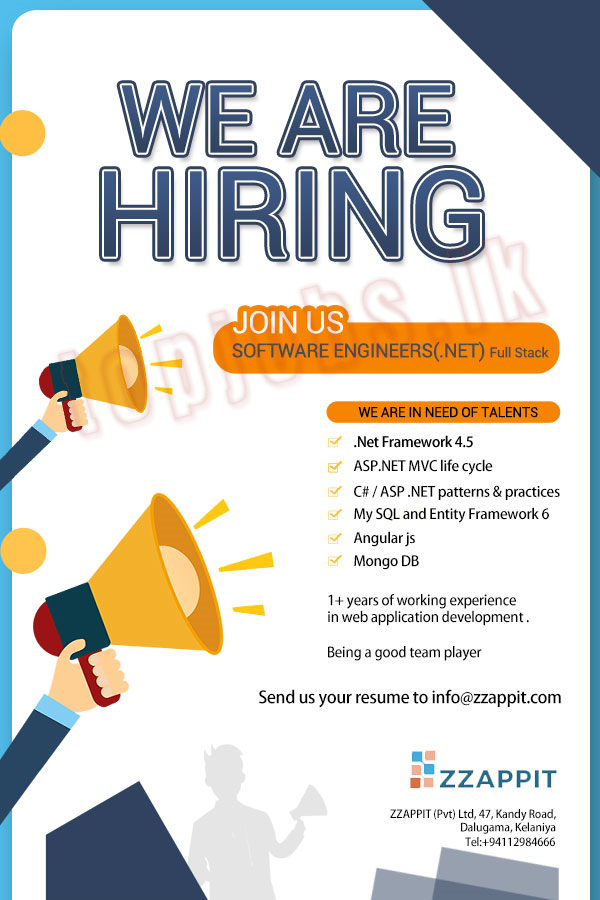 WE ARE
HIRING
topjobs.lk
JOIN US
SOFTWARE ENGINEERS(.NET) Full Stack
WE ARE IN NEED OF TALENTS
.Net Framework 4.5
ASP.NET MVC life cycle
C# / ASP .NET patterns & practices
My SQL and Entity Framework 6
Angular js
Mongo DB
1+ years of working experience
in web application development .
Being a good team player
Send us your resume to info@zzappit.com
ZZAPPIT
ZZAPPIT (Pvt) Ltd, 47, Kandy Road,
Dalugama, Kelaniya
Tel:+94112984666